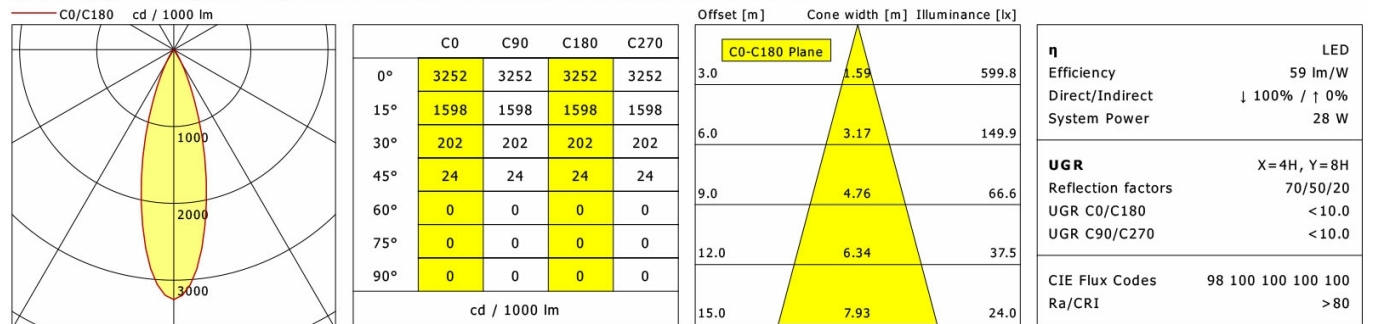 C0/C180 cd / 1000 lm
1000
2000
3000
C0 C90 C180 C270
0° 3252 3252 3252 3252
15° 1598 1598 1598 1598
30° 202 202 202 202
45° 24 24 24 24
60° 0 0 0 0
75° 0 0 0 0
90° 0 0 0 0
cd / 1000 lm
Offset [m] Cone width [m] Illuminance [lx]
C0-C180 Plane
3.0 1.59 599.8
6.0 3.17 149.9
9.0 4.76 66.6
12.0 6.34 37.5
15.0 7.93 24.0
η LED
Efficiency 59 lm/W
Direct/Indirect ↓ 100% / ↑ 0%
System Power 28 W
UGR X=4H, Y=8H
Reflection factors 70/50/20
UGR C0/C180 <10.0
UGR C90/C270 <10.0
CIE Flux Codes 98 100 100 100 100
Ra/CRI >80